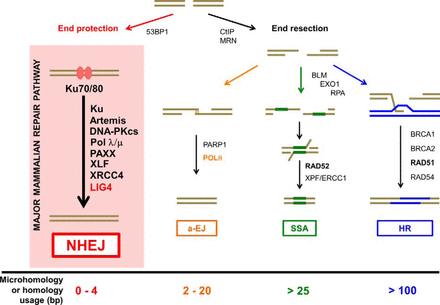 End protection
End resection
53BP1
CtIP
MRN
MAJOR MAMMALIAN REPAIR PATHWAY
Ku70/80
Ku
Artemis
DNA-PKcs
Pol λ/μ
PAXX
XLF
XRCC4
LIG4
NHEJ
BLM
EXO1
RPA
PARP1
a-EJ
RAD52
XPF/ERCC1
SSA
BRCA1
BRCA2
RAD51
RAD54
HR
Microhomology
or homology
usage (bp)
0 - 4
2 - 20
> 25
> 100